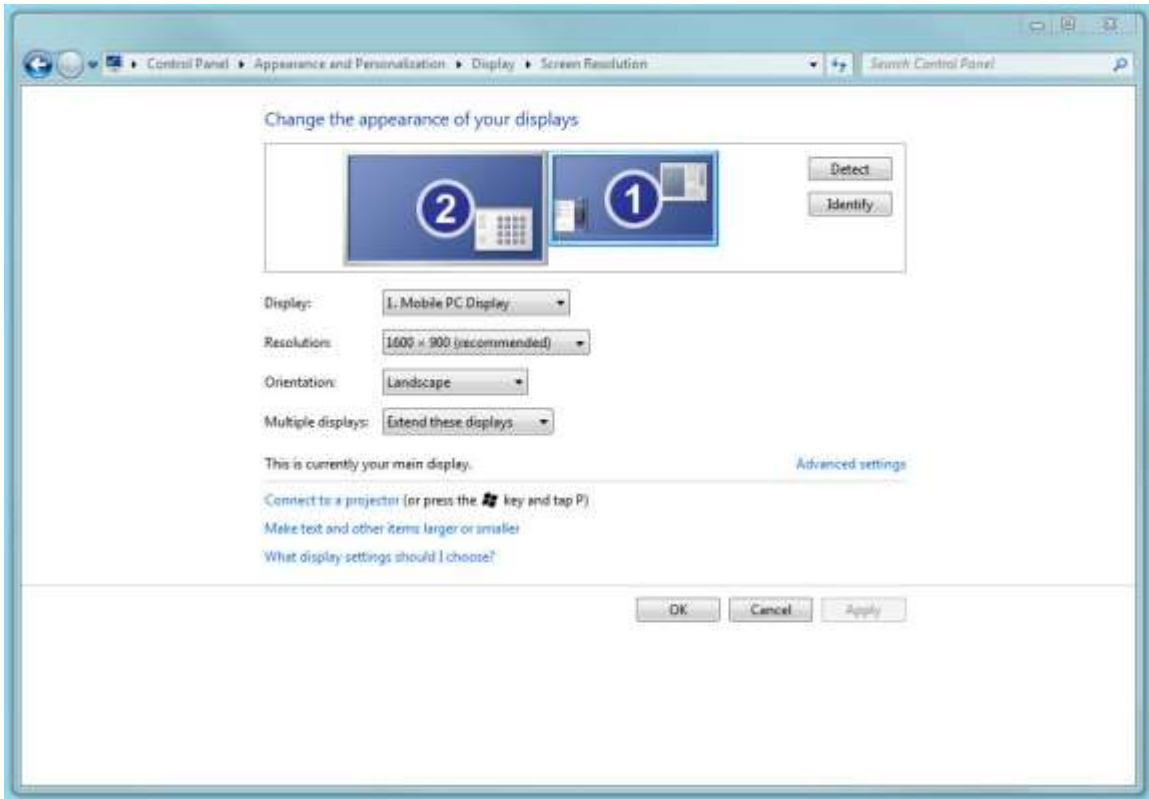 Control Panel ▸ Appearance and Personalization ▸ Display ▸ Screen Resolution
Search Control Panel
Change the appearance of your displays
2
1
Detect
Identify
Display: 1. Mobile PC Display
Resolution: 1600 × 900 (recommended)
Orientation: Landscape
Multiple displays: Extend these displays
This is currently your main display. Advanced settings
Connect to a projector (or press the key and tap P)
Make text and other items larger or smaller
What display settings should I choose?
OK Cancel Apply